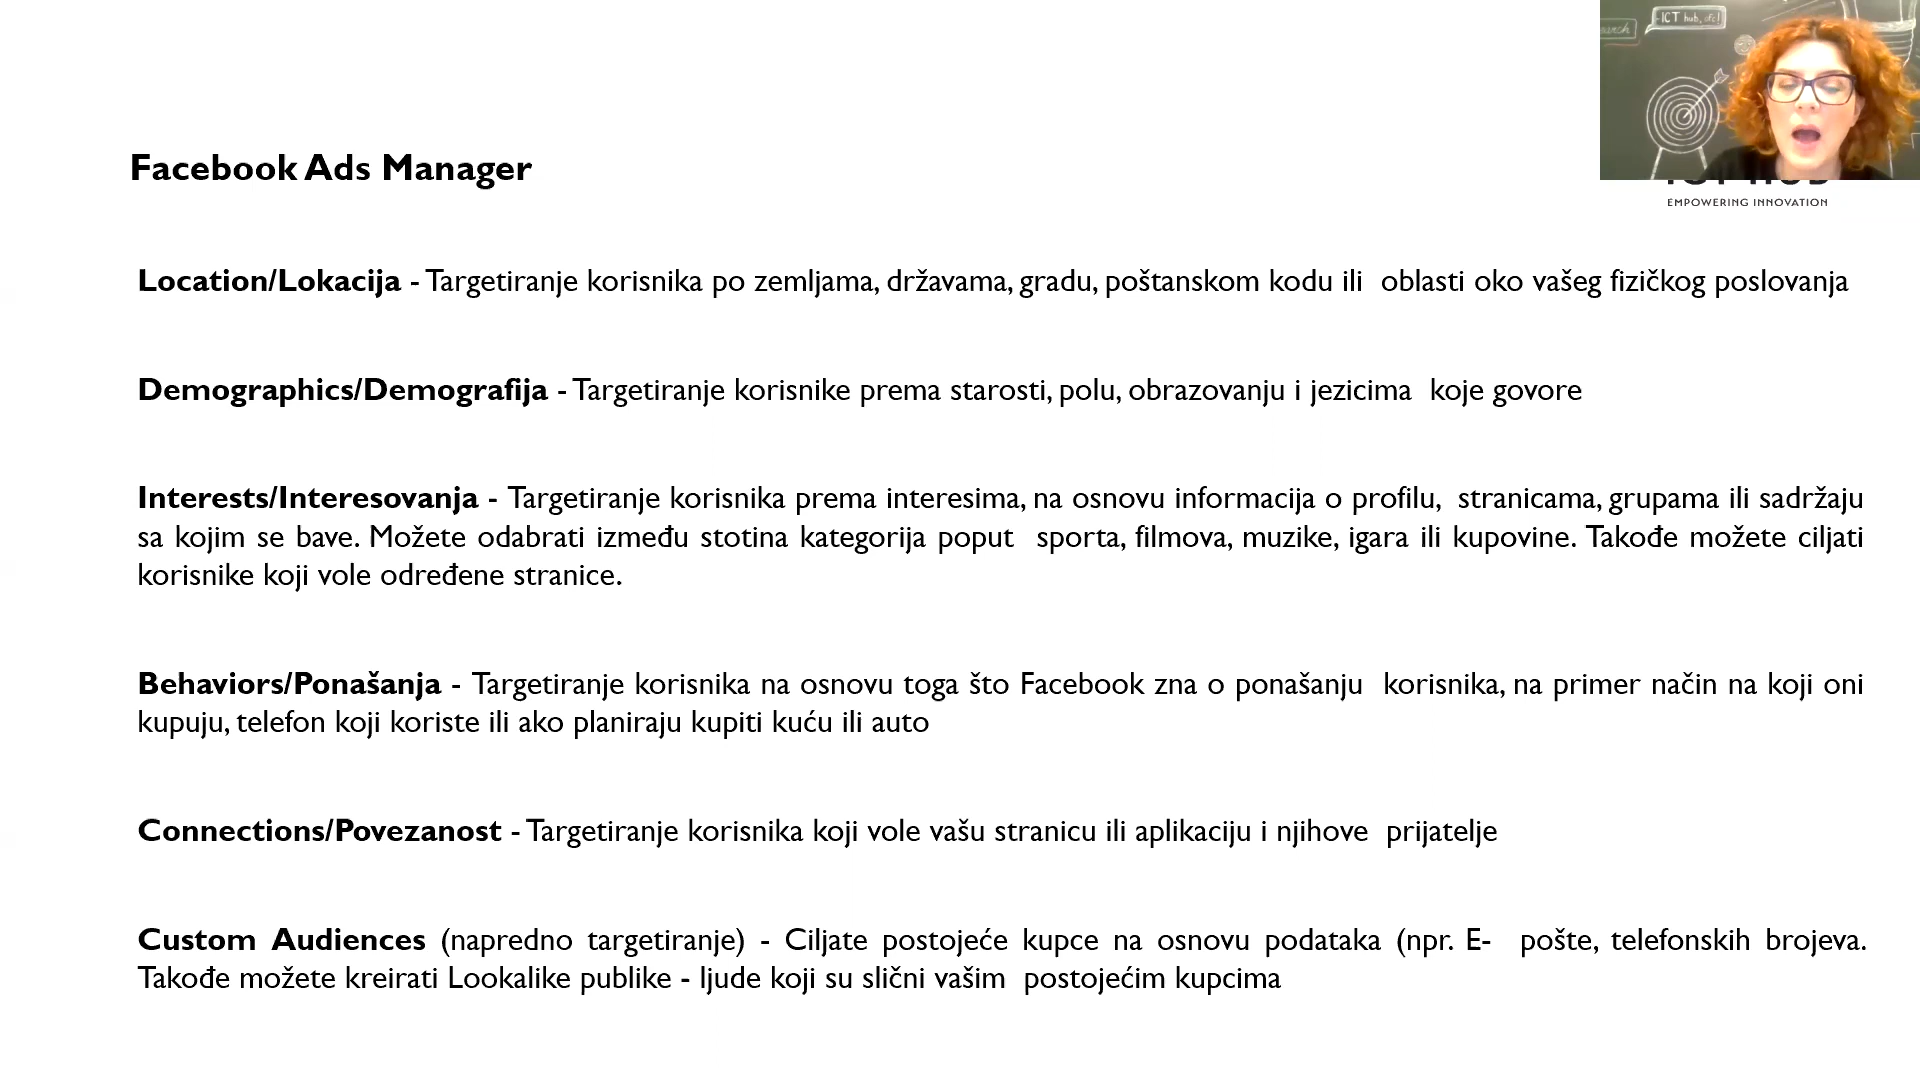 ICT hub, ofc!
Facebook Ads Manager
ICT HUB
EMPOWERING INNOVATION
Location/Lokacija - Targetiranje korisnika po zemljama, državama, gradu, poštanskom kodu ili oblasti oko vašeg fizičkog poslovanja
Demographics/Demografija - Targetiranje korisnike prema starosti, polu, obrazovanju i jezicima koje govore
Interests/Interesovanja - Targetiranje korisnika prema interesima, na osnovu informacija o profilu, stranicama, grupama ili sadržaju
sa kojim se bave. Možete odabrati između stotina kategorija poput sporta, filmova, muzike, igara ili kupovine. Takođe možete ciljati
korisnike koji vole određene stranice.
Behaviors/Ponašanja - Targetiranje korisnika na osnovu toga što Facebook zna o ponašanju korisnika, na primer način na koji oni
kupuju, telefon koji koriste ili ako planiraju kupiti kuću ili auto
Connections/Povezanost - Targetiranje korisnika koji vole vašu stranicu ili aplikaciju i njihove prijatelje
Custom Audiences (napredno targetiranje) - Ciljate postojeće kupce na osnovu podataka (npr. E- pošte, telefonskih brojeva.
Takođe možete kreirati Lookalike publike - ljude koji su slični vašim postojećim kupcima